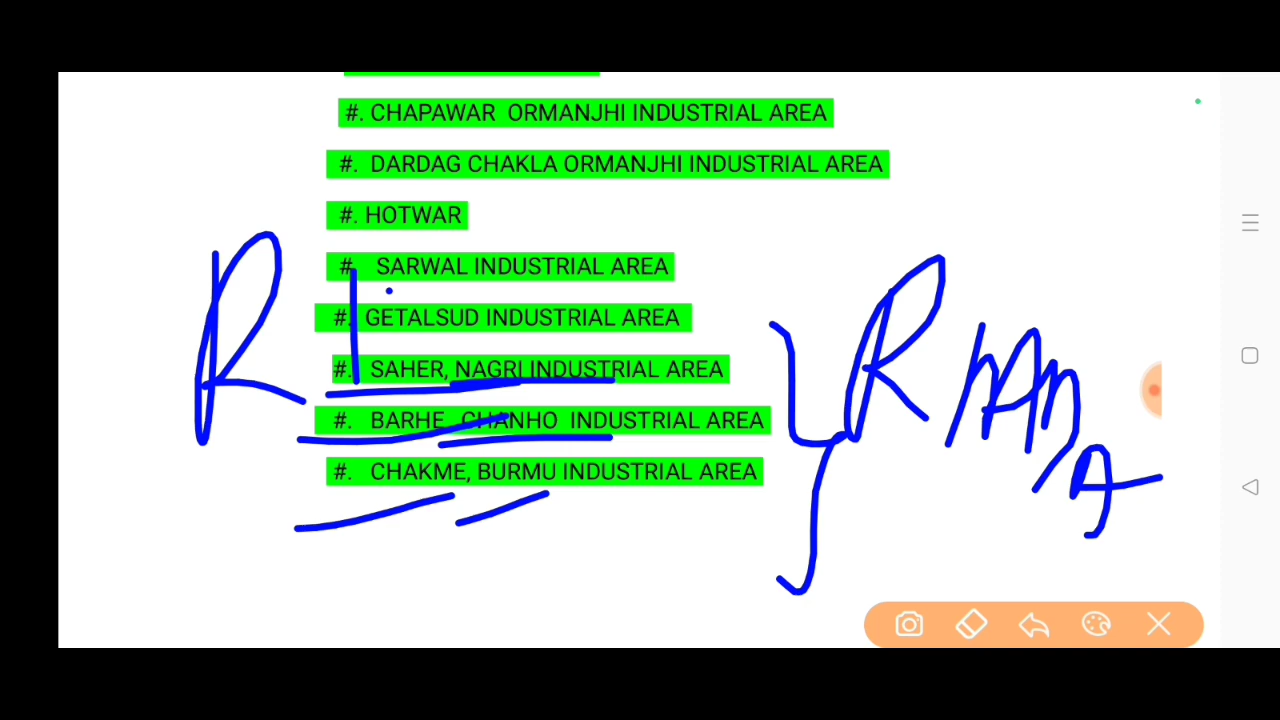 #. CHAPAWAR ORMANJHI INDUSTRIAL AREA
#. DARDAG CHAKLA ORMANJHI INDUSTRIAL AREA
#. HOTWAR
#. SARWAL INDUSTRIAL AREA
#. GETALSUD INDUSTRIAL AREA
#. SAHER, NAGRI INDUSTRIAL AREA
#. BARHE, CHANHO INDUSTRIAL AREA
#. CHAKME, BURMU INDUSTRIAL AREA
R